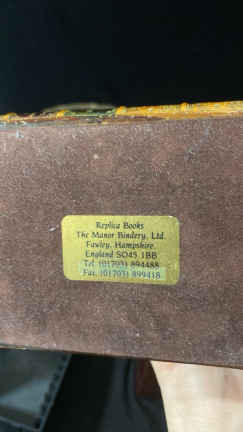 Replica Books
The Manor Bindery, Ltd.
Fawley, Hampshire,
England SO45 1BB
Tel. (01703) 894488
Fax. (01703) 899418